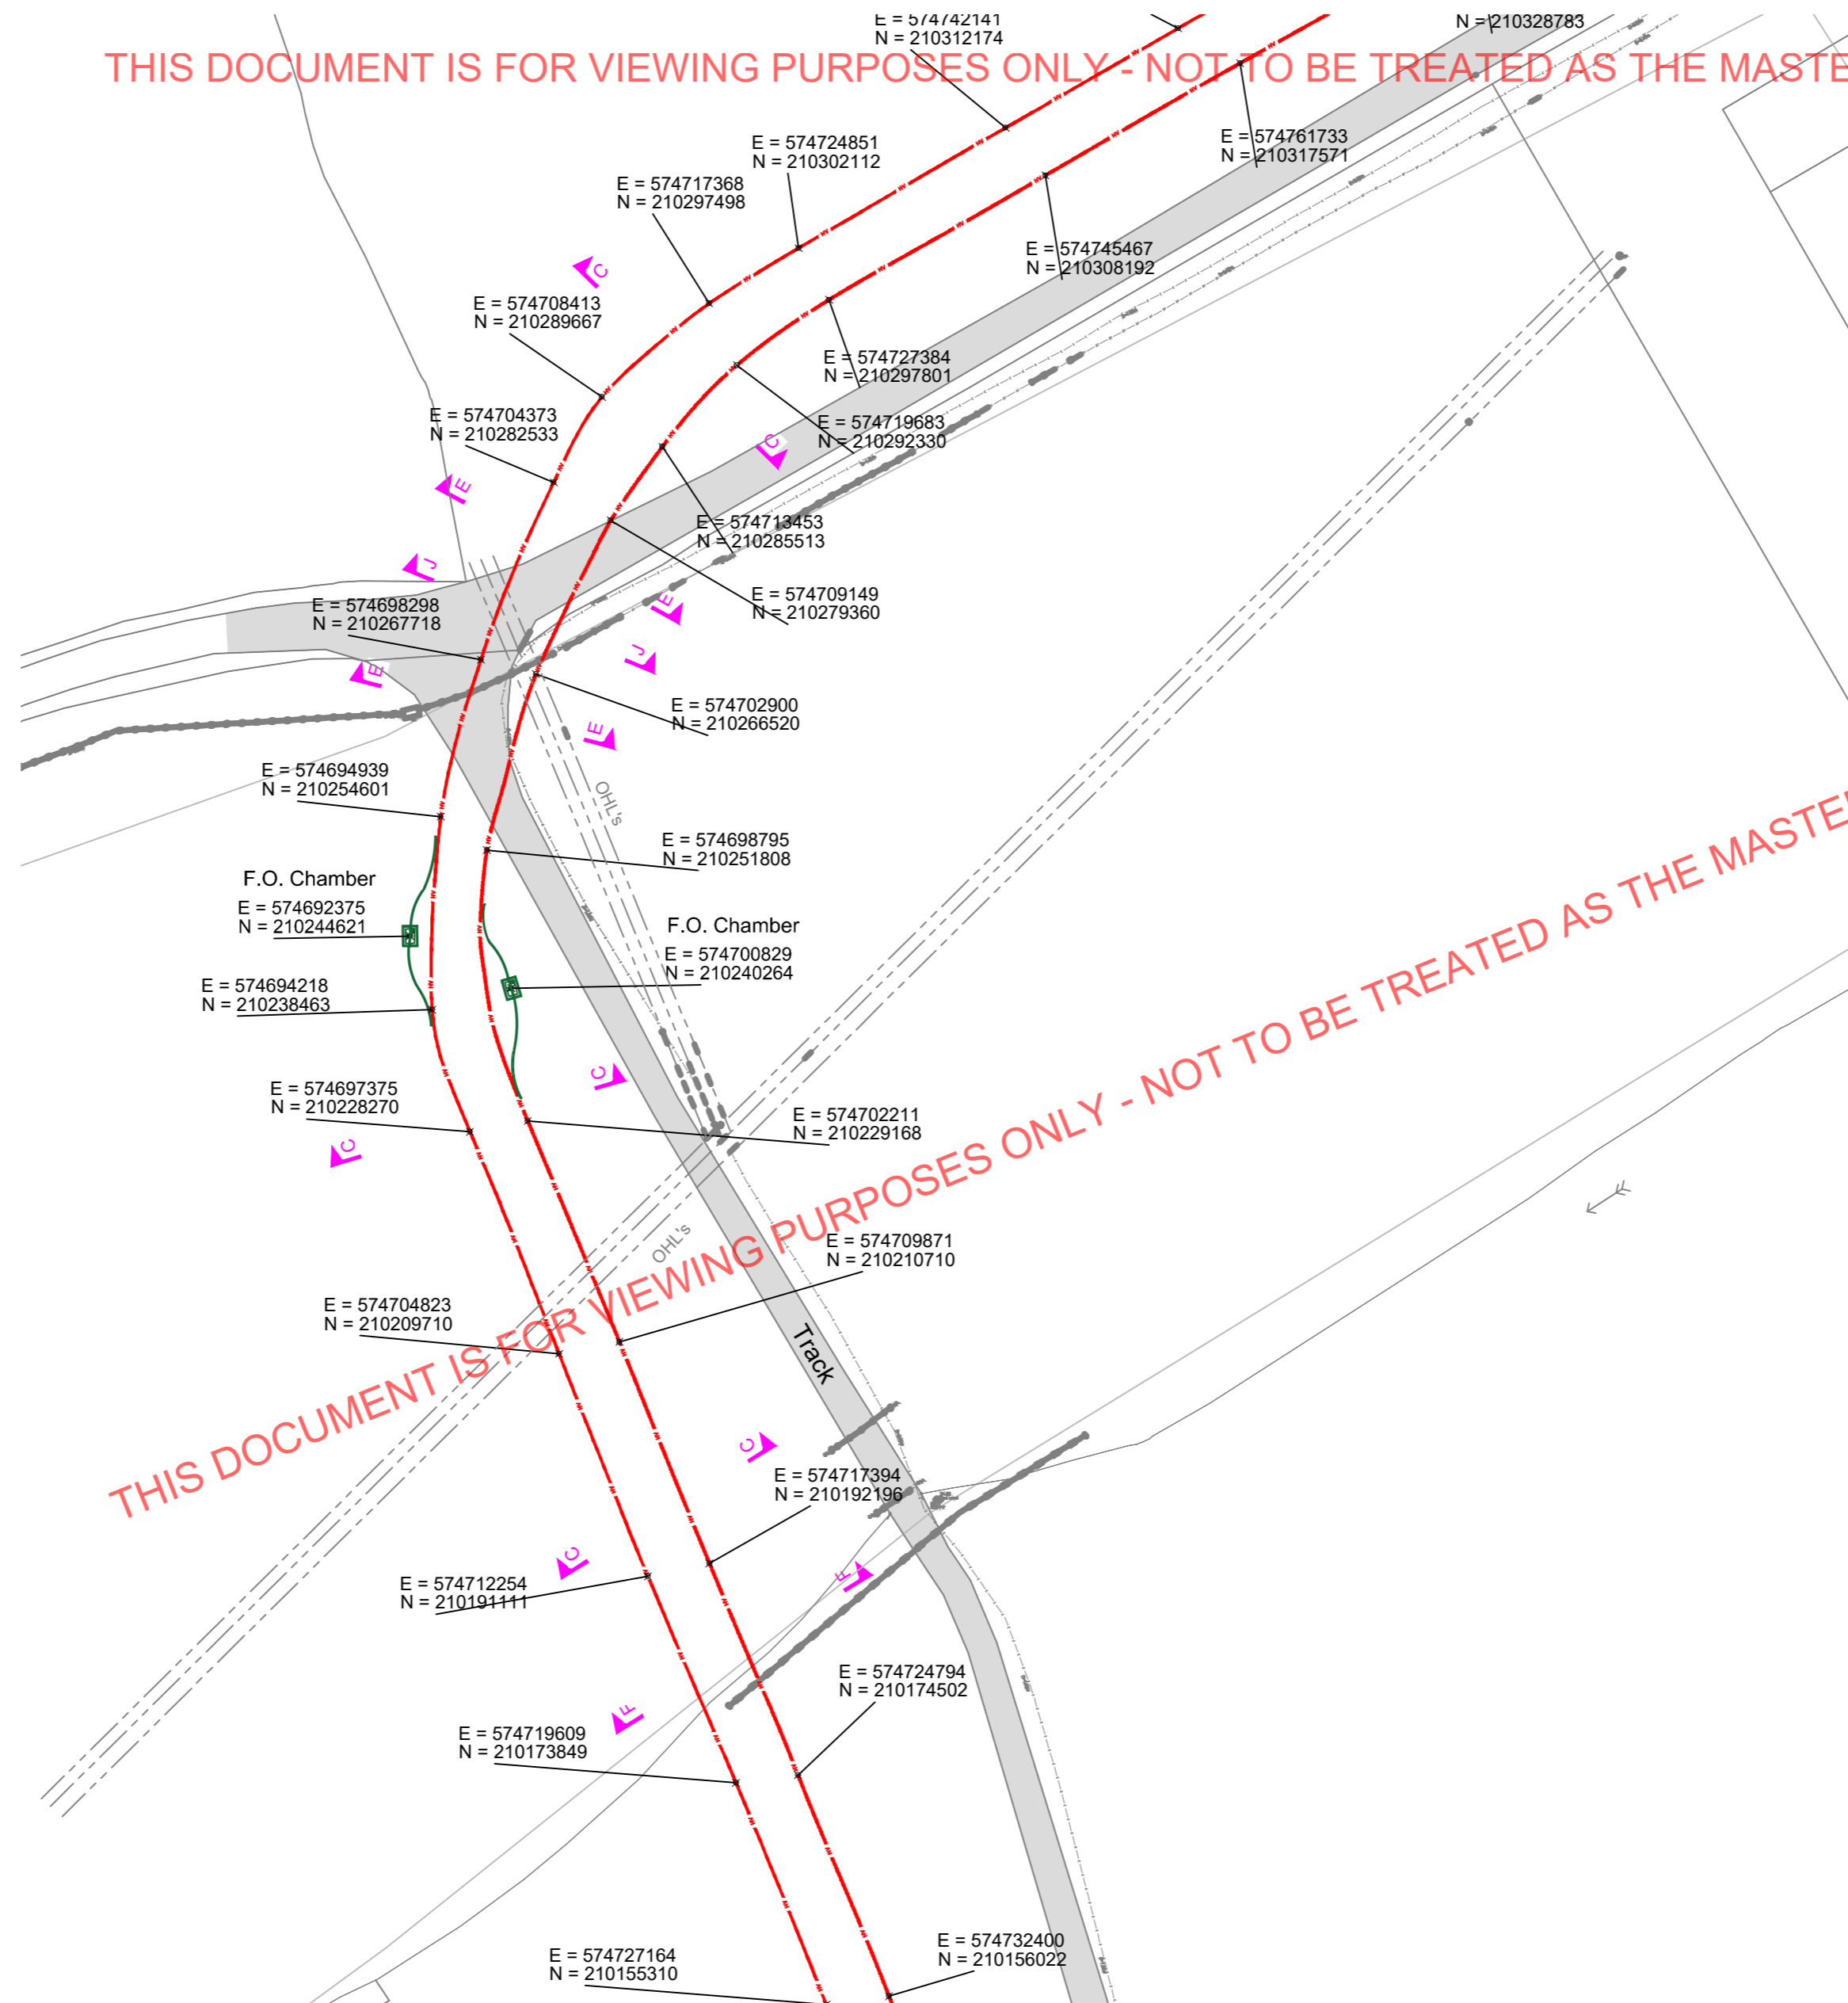 E = 574742141
N = 210312174
N = 210328783
THIS DOCUMENT IS FOR VIEWING PURPOSES ONLY - NOT TO BE TREATED AS THE MASTE
E = 574724851
N = 210302112
E = 574761733
N = 210317571
E = 574717368
N = 210297498
E = 574745467
N = 210308192
C
E = 574708413
N = 210289667
E = 574727384
N = 210297801
E = 574704373
N = 210282533
E = 574719683
N = 210292330
C
E
E = 574713453
N = 210285513
J
E = 574698298
N = 210267718
E = 574709149
N = 210279360
E
J
E
E = 574702900
N = 210266520
E
E = 574694939
N = 210254601
OHL's
E = 574698795
N = 210251808
F.O. Chamber
E = 574692375
N = 210244621
F.O. Chamber
E = 574700829
N = 210240264
E = 574694218
N = 210238463
C
E = 574697375
N = 210228270
E = 574702211
N = 210229168
C
THIS DOCUMENT IS FOR VIEWING PURPOSES ONLY - NOT TO BE TREATED AS THE MASTE
OHL's
E = 574709871
N = 210210710
E = 574704823
N = 210209710
Track
C
E = 574717394
N = 210192196
C
E = 574712254
N = 210191111
F
E = 574724794
N = 210174502
F
E = 574719609
N = 210173849
E = 574732400
N = 210156022
E = 574727164
N = 210155310